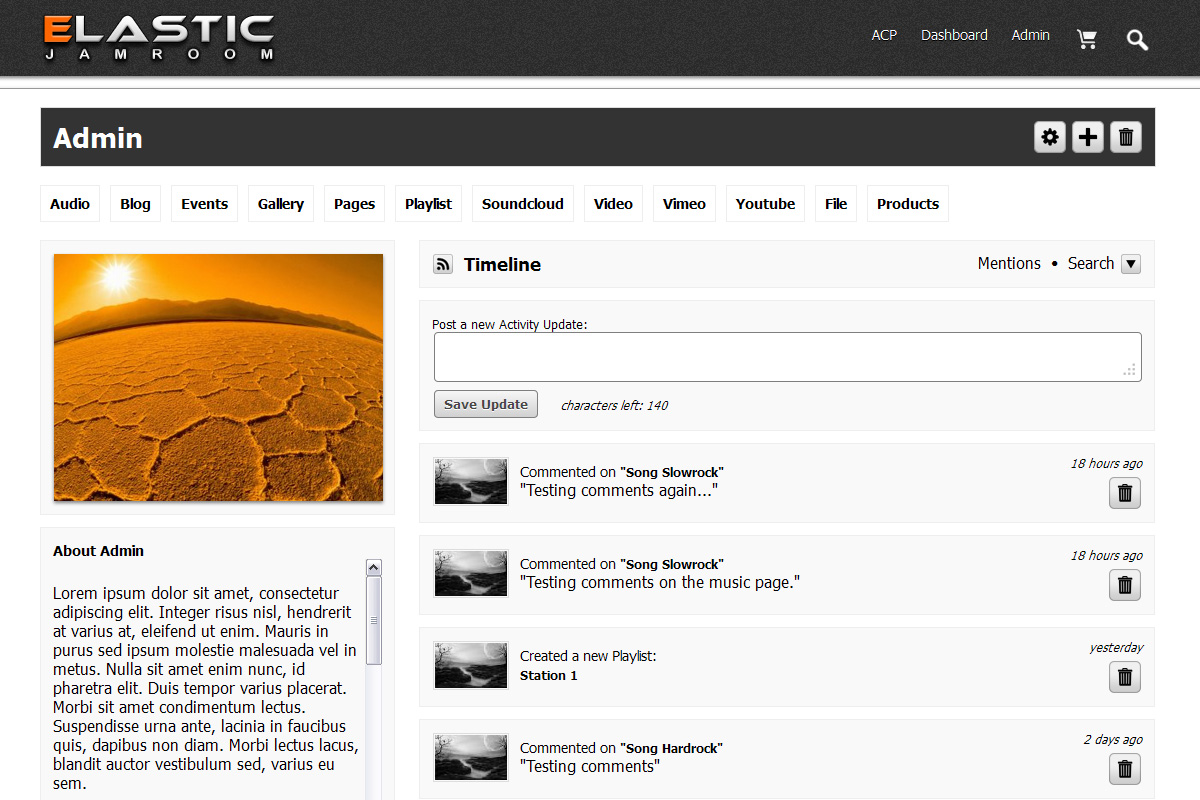 ELASTIC
JAMROOM
ACP Dashboard Admin
Admin
Audio Blog Events Gallery Pages Playlist Soundcloud Video Vimeo Youtube File Products
Timeline
Mentions • Search
Post a new Activity Update:
Save Update characters left: 140
Commented on "Song Slowrock"
"Testing comments again..."
18 hours ago
Commented on "Song Slowrock"
"Testing comments on the music page."
18 hours ago
Created a new Playlist:
Station 1
yesterday
Commented on "Song Hardrock"
"Testing comments"
2 days ago
About Admin
Lorem ipsum dolor sit amet, consectetur
adipiscing elit. Integer risus nisl, hendrerit
at varius at, eleifend ut enim. Mauris in
purus sed ipsum molestie malesuada vel in
metus. Nulla sit amet enim nunc, id
pharetra elit. Duis tempor varius placerat.
Morbi sit amet condimentum lectus.
Suspendisse urna ante, lacinia in faucibus
quis, dapibus non diam. Morbi lectus lacus,
blandit auctor vestibulum sed, varius eu
sem.